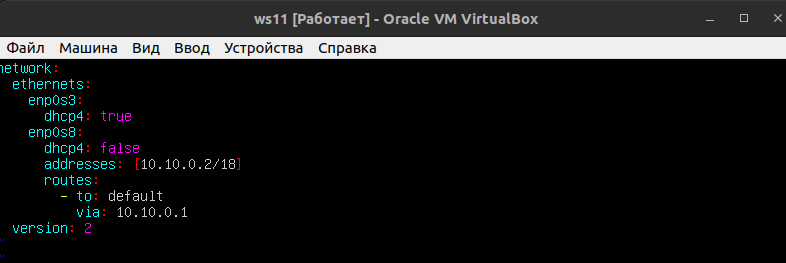 ws11 [Работает] - Oracle VM VirtualBox
Файл Машина Вид Ввод Устройства Справка
network:
  ethernets:
    enp0s3:
      dhcp4: true
    enp0s8:
      dhcp4: false
      addresses: [10.10.0.2/18]
      routes:
        - to: default
          via: 10.10.0.1
  version: 2
~
~